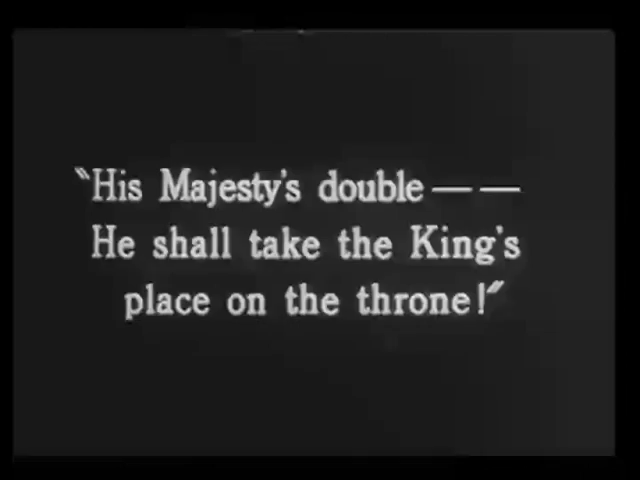 "His Majesty's double — —
He shall take the King's
place on the throne!"